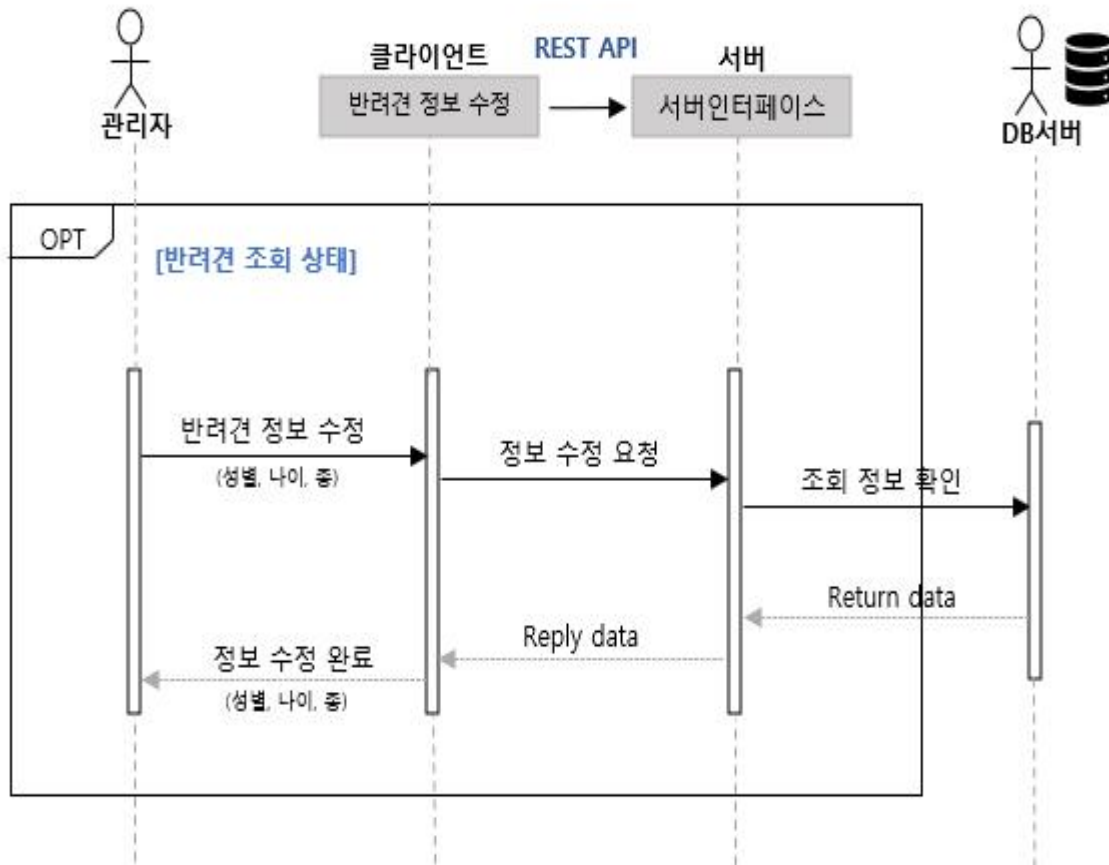 클라이언트
REST API
서버
반려견 정보 수정
서버인터페이스
관리자
DB서버
OPT
[반려견 조회 상태]
반려견 정보 수정
(성별, 나이, 종)
정보 수정 요청
조회 정보 확인
Return data
Reply data
정보 수정 완료
(성별, 나이, 종)